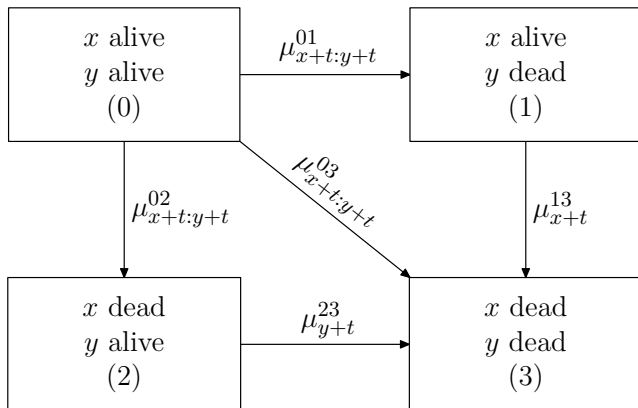 x alive
y alive
(0)
μ^{01}_{x+t:y+t}
x alive
y dead
(1)
μ^{02}_{x+t:y+t}
μ^{03}_{x+t:y+t}
μ^{13}_{x+t}
x dead
y alive
(2)
μ^{23}_{y+t}
x dead
y dead
(3)